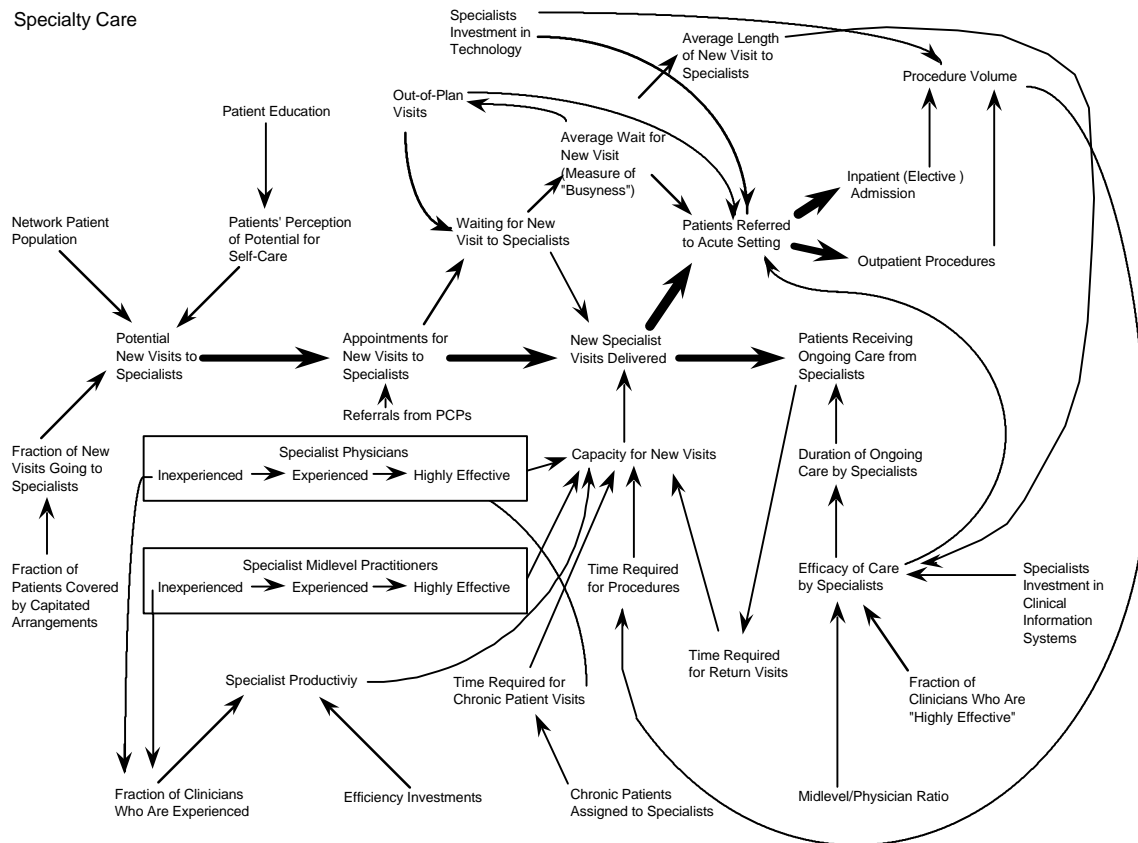 Specialty Care
Specialists
Investment in
Technology
Average Length
of New Visit to
Specialists
Procedure Volume
Out-of-Plan
Visits
Patient Education
Average Wait for
New Visit
(Measure of
"Busyness")
Inpatient (Elective )
Admission
Network Patient
Population
Patients' Perception
of Potential for
Self-Care
Waiting for New
Visit to Specialists
Patients Referred
to Acute Setting
Outpatient Procedures
Potential
New Visits to
Specialists
Appointments for
New Visits to
Specialists
New Specialist
Visits Delivered
Patients Receiving
Ongoing Care from
Specialists
Referrals from PCPs
Fraction of New
Visits Going to
Specialists
Specialist Physicians
Inexperienced
Experienced
Highly Effective
Capacity for New Visits
Duration of Ongoing
Care by Specialists
Fraction of
Patients Covered
by Capitated
Arrangements
Specialist Midlevel Practitioners
Inexperienced
Experienced
Highly Effective
Time Required
for Procedures
Efficacy of Care
by Specialists
Specialists
Investment in
Clinical
Information
Systems
Specialist Productiviy
Time Required for
Chronic Patient Visits
Time Required
for Return Visits
Fraction of
Clinicians Who Are
"Highly Effective"
Fraction of Clinicians
Who Are Experienced
Efficiency Investments
Chronic Patients
Assigned to Specialists
Midlevel/Physician Ratio